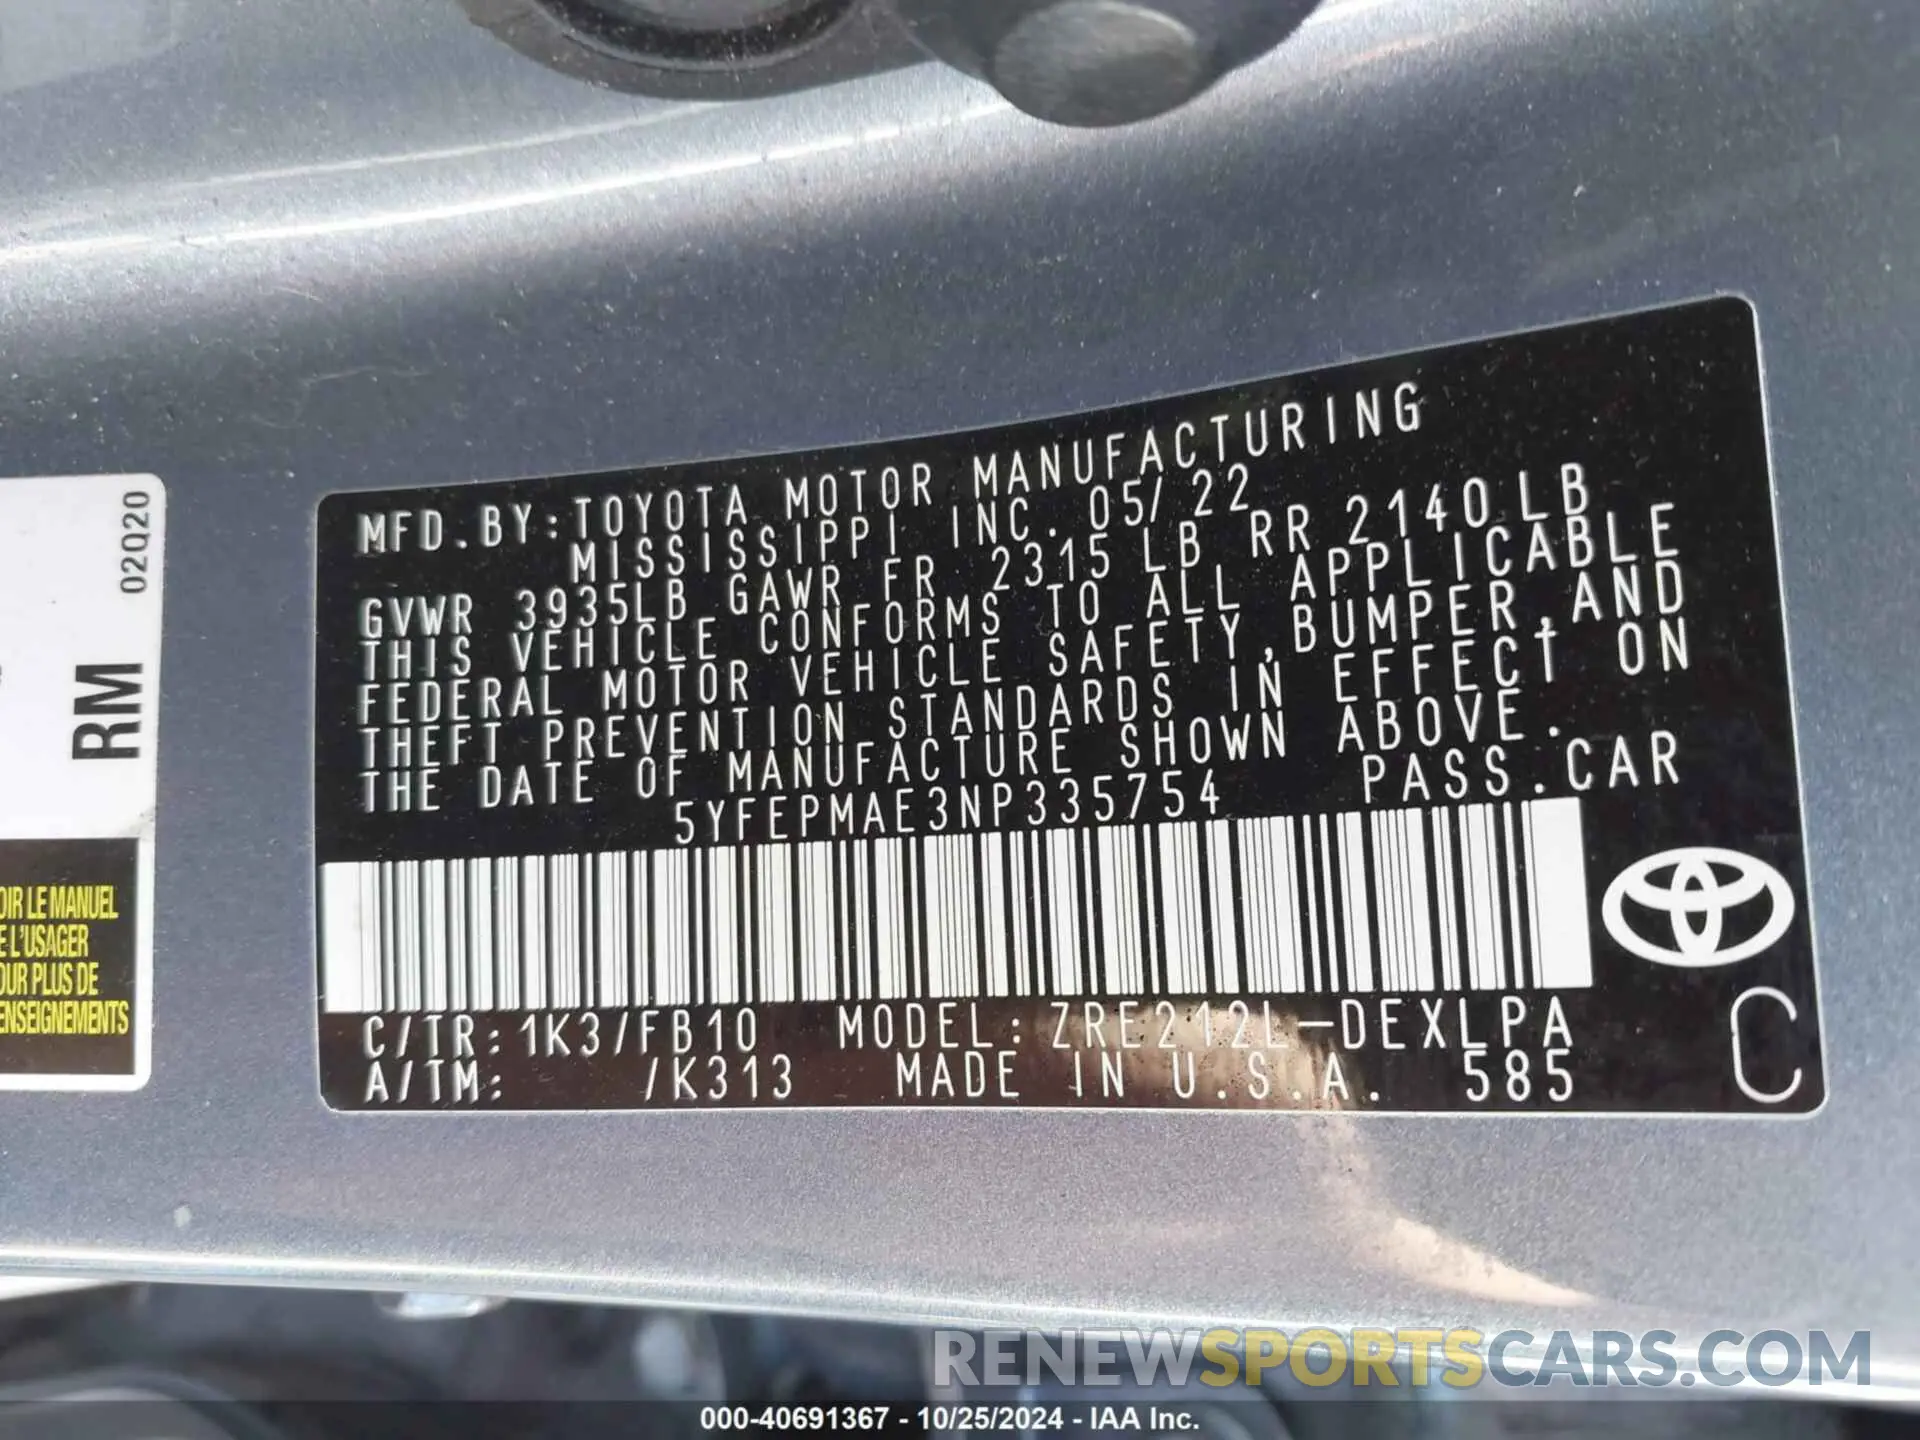 MFD.BY:TOYOTA MOTOR MANUFACTURING
MISSISSIPPI INC. 05/22
GVWR 3935LB GAWR FR 2315 LB RR 2140LB
THIS VEHICLE CONFORMS TO ALL APPLICABLE
FEDERAL MOTOR VEHICLE SAFETY,BUMPER,AND
THEFT PREVENTION STANDARDS IN EFFECT ON
THE DATE OF MANUFACTURE SHOWN ABOVE.
5YFEPMAE3NP335754 PASS.CAR
C/TR:1K3/FB10 MODEL:ZRE212L-DEXLPA
A/TM: /K313 MADE IN U.S.A. 585
C
02Q20
RM
OIR LE MANUEL
E L'USAGER
OUR PLUS DE
ENSEIGNEMENTS
RENEWSPORTSCARS.COM
000-40691367 - 10/25/2024 - IAA Inc.